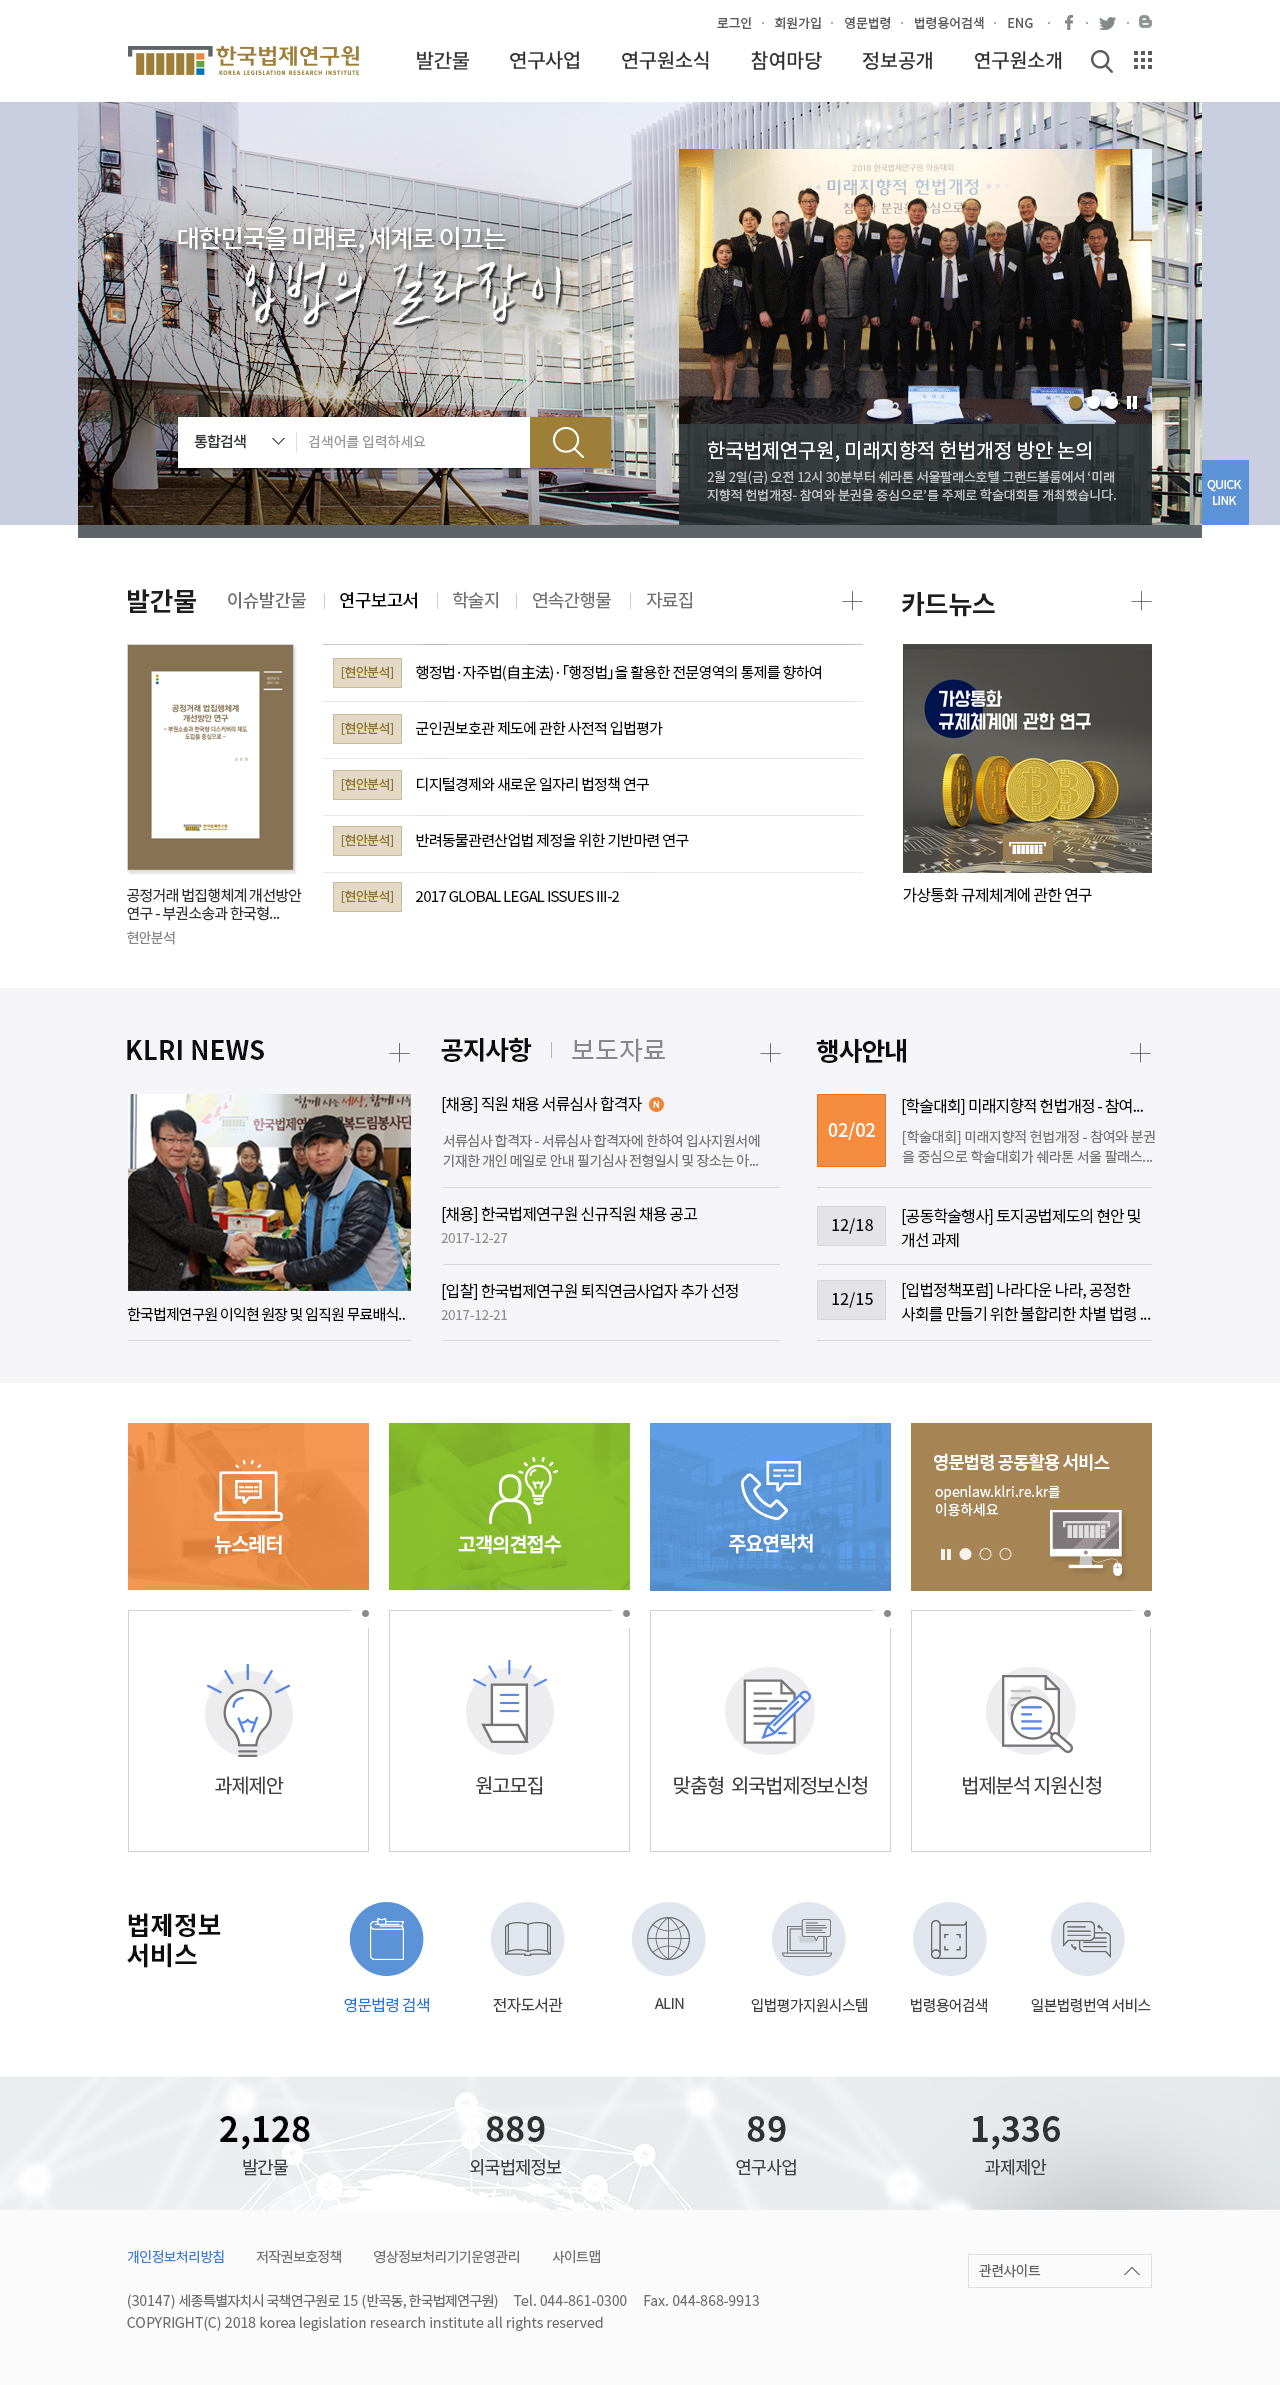 로그인 · 회원가입 · 영문법령 · 법령용어검색 · ENG
한국법제연구원
KOREA LEGISLATION RESEARCH INSTITUTE
발간물 연구사업 연구원소식 참여마당 정보공개 연구원소개
대한민국을 미래로, 세계로 이끄는
입법의 길라잡이
통합검색 검색어를 입력하세요
2018 한국법제연구원 학술대회
미래지향적 헌법개정
한국법제연구원, 미래지향적 헌법개정 방안 논의
2월 2일(금) 오전 12시 30분부터 쉐라톤 서울팔래스호텔 그랜드볼룸에서 ‘미래
지향적 헌법개정- 참여와 분권을 중심으로’를 주제로 학술대회를 개최했습니다.
QUICK
LINK
발간물 이슈발간물 연구보고서 학술지 연속간행물 자료집
공정거래 법집행체계
개선방안 연구
- 부권소송과 한국형 디스커버리 제도
도입을 중심으로 -
한국법제연구원
공정거래 법집행체계 개선방안
연구 - 부권소송과 한국형...
현안분석
[현안분석] 행정법·자주법(自主法)·「행정법」을 활용한 전문영역의 통제를 향하여
[현안분석] 군인권보호관 제도에 관한 사전적 입법평가
[현안분석] 디지털경제와 새로운 일자리 법정책 연구
[현안분석] 반려동물관련산업법 제정을 위한 기반마련 연구
[현안분석] 2017 GLOBAL LEGAL ISSUES III-2
카드뉴스
가상통화
규제체계에 관한 연구
가상통화 규제체계에 관한 연구
KLRI NEWS
함께 사는 세상, 함께하
한국법제연 행복드림봉사단
한국법제연구원 이익현 원장 및 임직원 무료배식..
공지사항 보도자료
[채용] 직원 채용 서류심사 합격자 N
서류심사 합격자 - 서류심사 합격자에 한하여 입사지원서에
기재한 개인 메일로 안내 필기심사 전형일시 및 장소는 아...
[채용] 한국법제연구원 신규직원 채용 공고
2017-12-27
[입찰] 한국법제연구원 퇴직연금사업자 추가 선정
2017-12-21
행사안내
02/02
[학술대회] 미래지향적 헌법개정 - 참여...
[학술대회] 미래지향적 헌법개정 - 참여와 분권
을 중심으로 학술대회가 쉐라톤 서울 팔래스...
12/18
[공동학술행사] 토지공법제도의 현안 및
개선 과제
12/15
[입법정책포럼] 나라다운 나라, 공정한
사회를 만들기 위한 불합리한 차별 법령 ...
뉴스레터
고객의견접수
주요연락처
영문법령 공동활용 서비스
openlaw.klri.re.kr를
이용하세요
과제제안
원고모집
맞춤형 외국법제정보신청
법제분석 지원신청
법제정보
서비스
영문법령 검색
전자도서관
ALIN
입법평가지원시스템
법령용어검색
일본법령번역 서비스
2,128
발간물
889
외국법제정보
89
연구사업
1,336
과제제안
개인정보처리방침 저작권보호정책 영상정보처리기기운영관리 사이트맵
관련사이트
(30147) 세종특별자치시 국책연구원로 15 (반곡동, 한국법제연구원) Tel. 044-861-0300 Fax. 044-868-9913
COPYRIGHT(C) 2018 korea legislation research institute all rights reserved